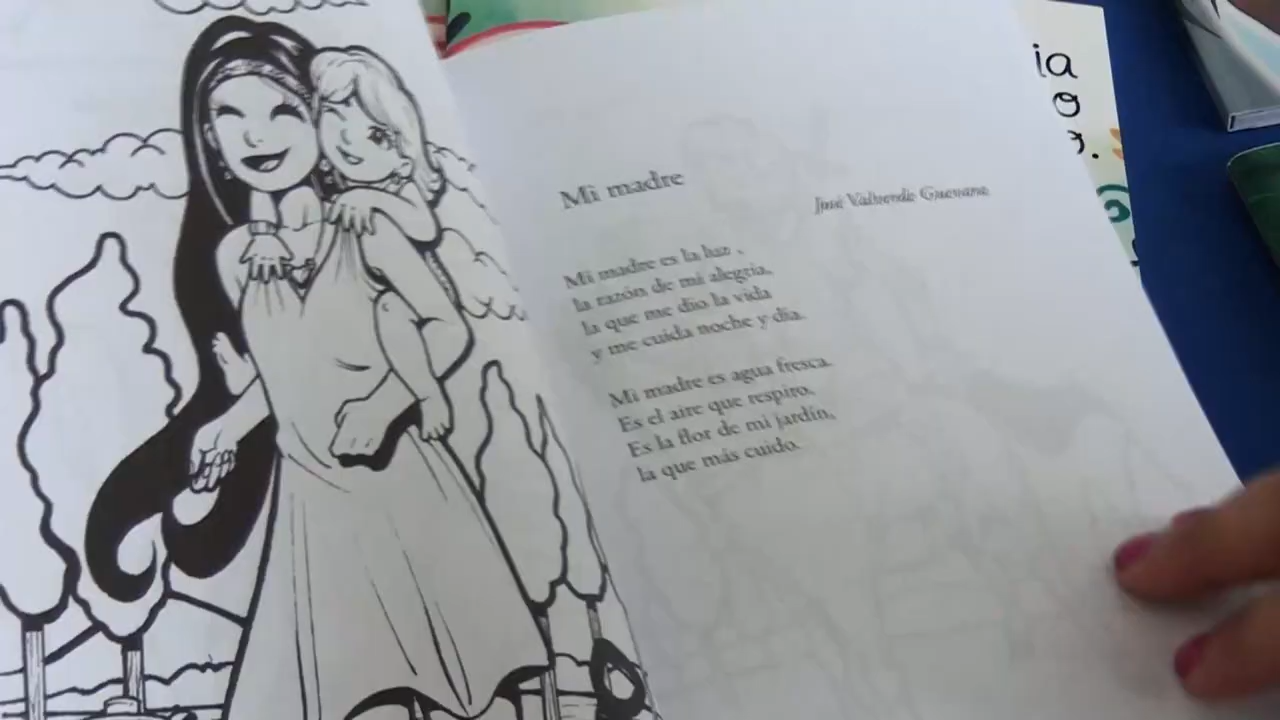 Mi madre
José Valverde Guevara
Mi madre es la luz ,
la razón de mi alegría,
la que me dio la vida
y me cuida noche y día.
Mi madre es agua fresca.
Es el aire que respiro,
Es la flor de mi jardín,
la que más cuido.
ia
o